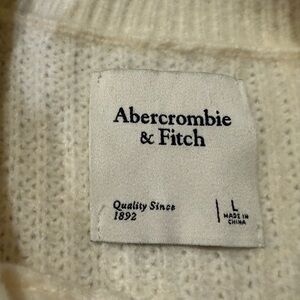 Abercrombie
& Fitch
Quality Since
1892
L
MADE IN
CHINA